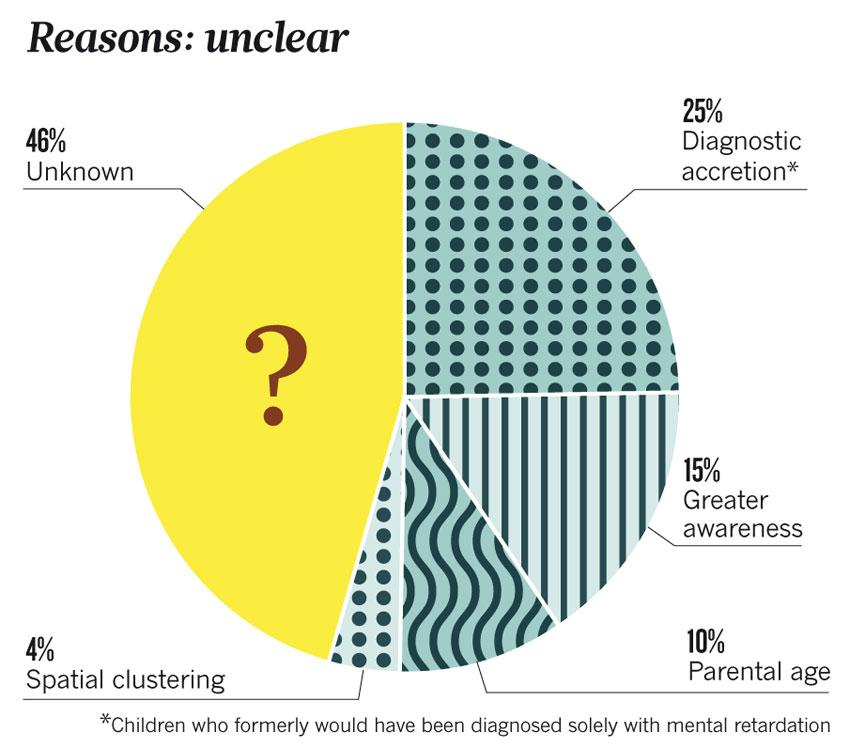 Reasons: unclear
46%
Unknown
25%
Diagnostic
accretion*
?
15%
Greater
awareness
10%
Parental age
4%
Spatial clustering
*Children who formerly would have been diagnosed solely with mental retardation